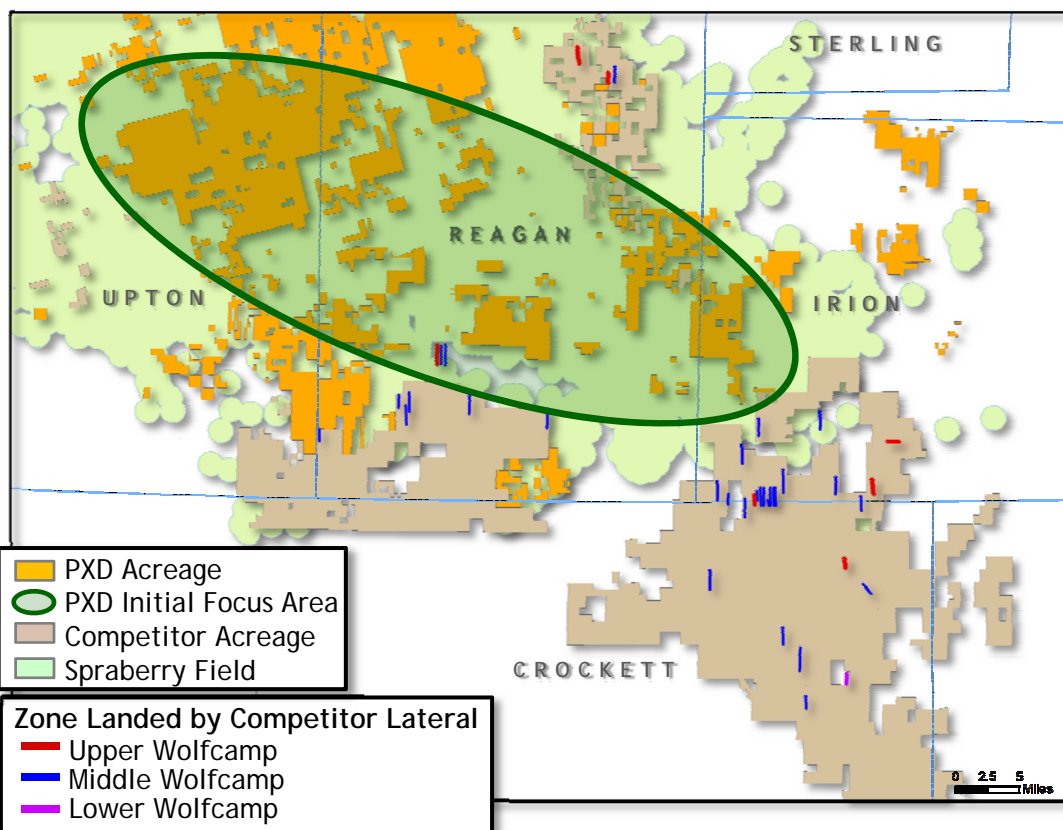 STERLING
REAGAN
UPTON
IRION
PXD Acreage
PXD Initial Focus Area
Competitor Acreage
Spraberry Field
CROCKETT
Zone Landed by Competitor Lateral
Upper Wolfcamp
Middle Wolfcamp
Lower Wolfcamp
0 2.5 5
Miles